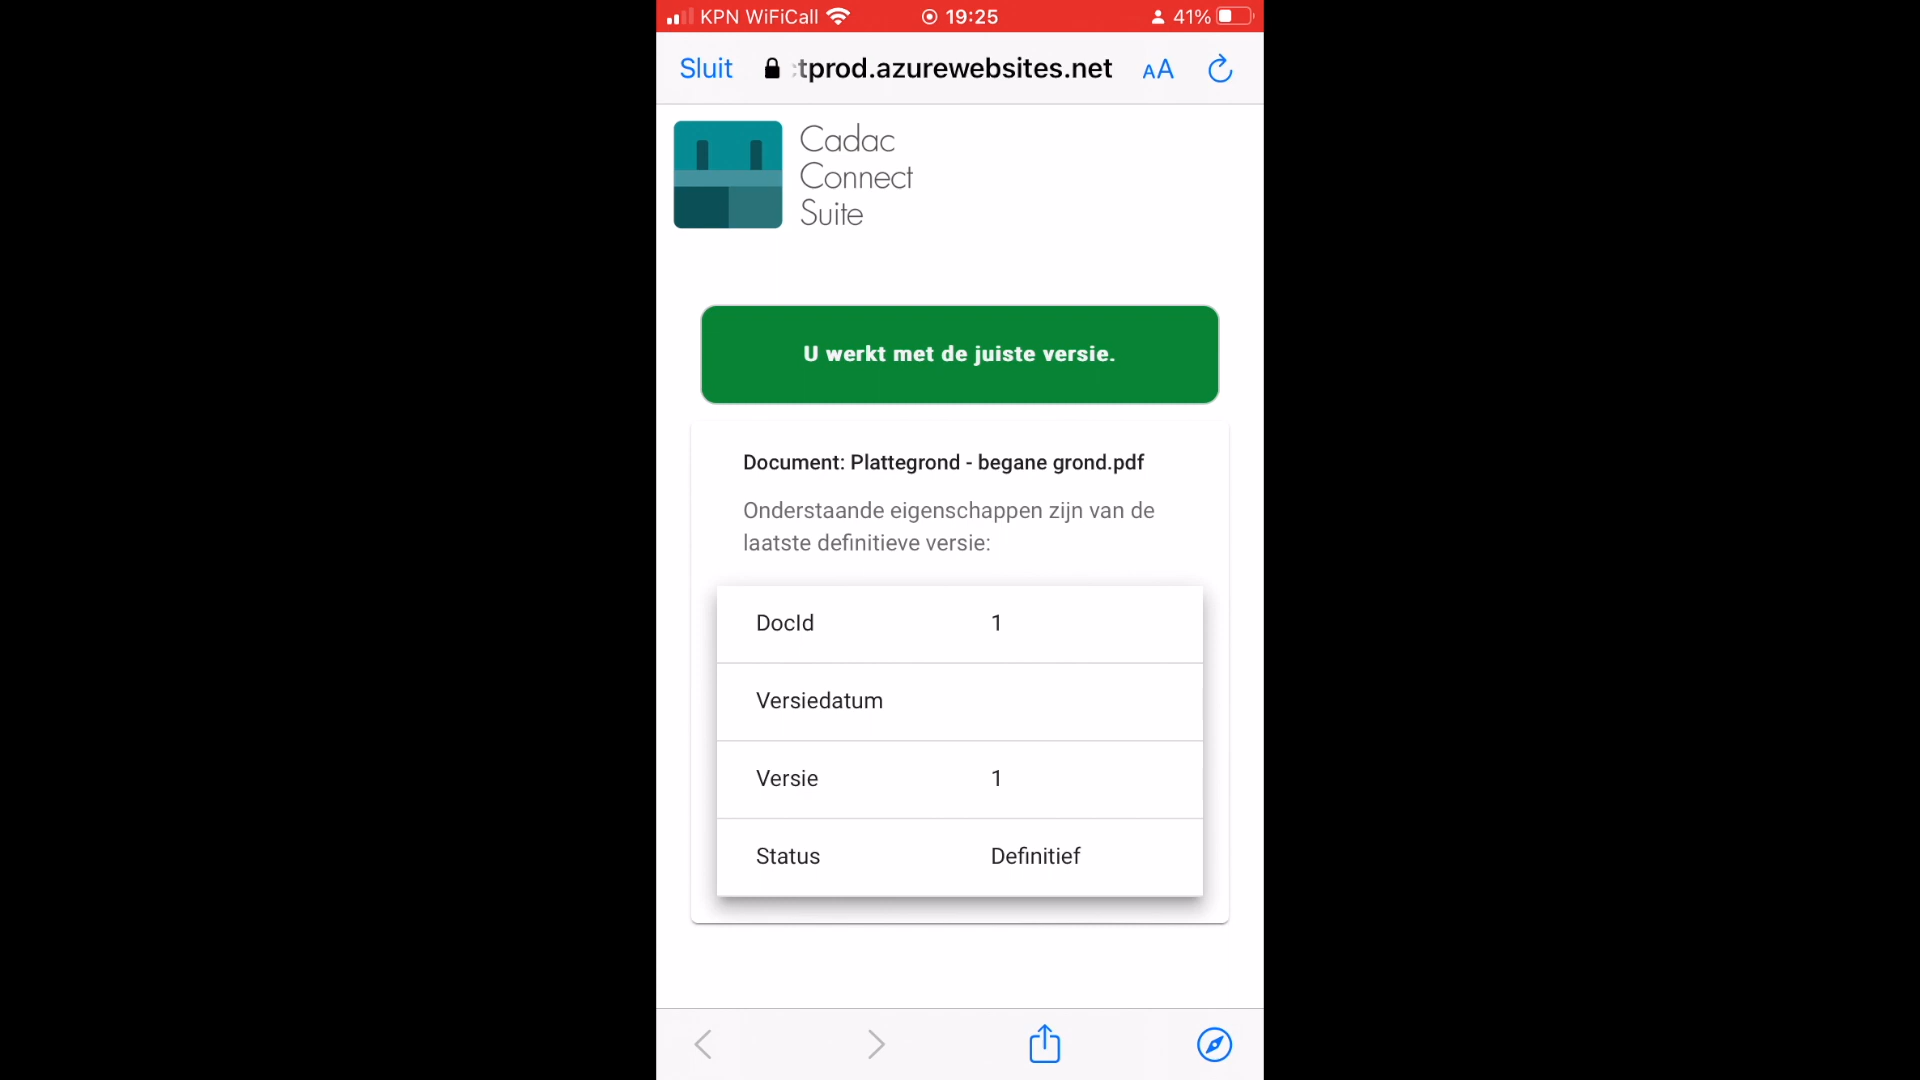 KPN WiFiCall 19:25 41%
Sluit tprod.azurewebsites.net AA
Cadac
Connect
Suite
U werkt met de juiste versie.
Document: Plattegrond - begane grond.pdf
Onderstaande eigenschappen zijn van de
laatste definitieve versie:
DocId 1
Versiedatum
Versie 1
Status Definitief